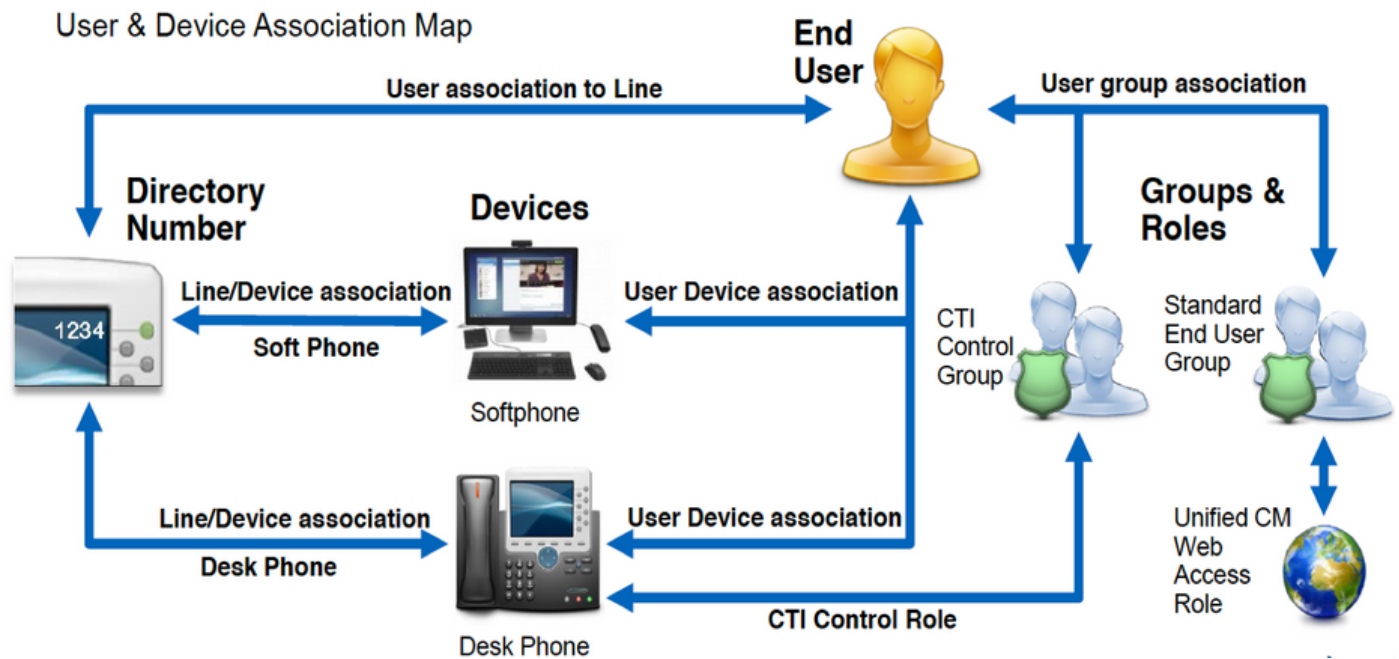 User & Device Association Map
End
User
User association to Line
User group association
Directory
Number
Devices
Groups &
Roles
1234
Line/Device association
Soft Phone
User Device association
Softphone
CTI
Control
Group
Standard
End User
Group
Line/Device association
Desk Phone
User Device association
Desk Phone
CTI Control Role
Unified CM
Web
Access
Role